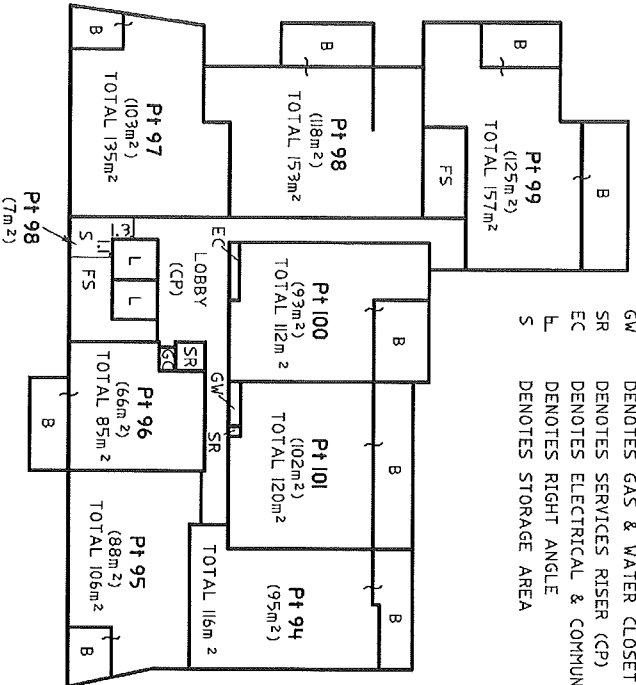 GW DENOTES GAS & WATER CLOSET
SR DENOTES SERVICES RISER (CP)
EC DENOTES ELECTRICAL & COMMUN
DENOTES RIGHT ANGLE
S DENOTES STORAGE AREA
B
Pt 99
(125m²)
TOTAL 157m²
B
FS
B
Pt 98
(118m²)
TOTAL 153m²
B
Pt 97
(103m²)
TOTAL 135m²
Pt 98
(7m²)
S
1.3
1.1
FS
L
L
LOBBY
(CP)
EC
Pt 100
(93m²)
TOTAL 112m²
B
GC
SR
GW
SR
Pt 96
(66m²)
TOTAL 85m²
B
Pt 101
(102m²)
TOTAL 120m²
B
Pt 95
(88m²)
TOTAL 106m²
B
Pt 94
(95m²)
TOTAL 116m²
B